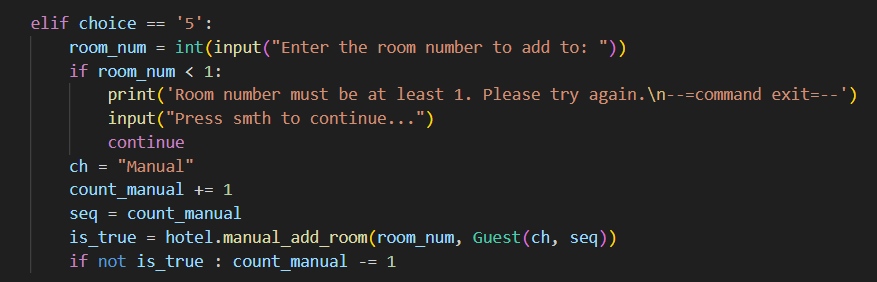 elif choice == '5':
    room_num = int(input("Enter the room number to add to: "))
    if room_num < 1:
        print('Room number must be at least 1. Please try again.\n--=command exit=--')
        input("Press smth to continue...")
        continue
    ch = "Manual"
    count_manual += 1
    seq = count_manual
    is_true = hotel.manual_add_room(room_num, Guest(ch, seq))
    if not is_true : count_manual -= 1